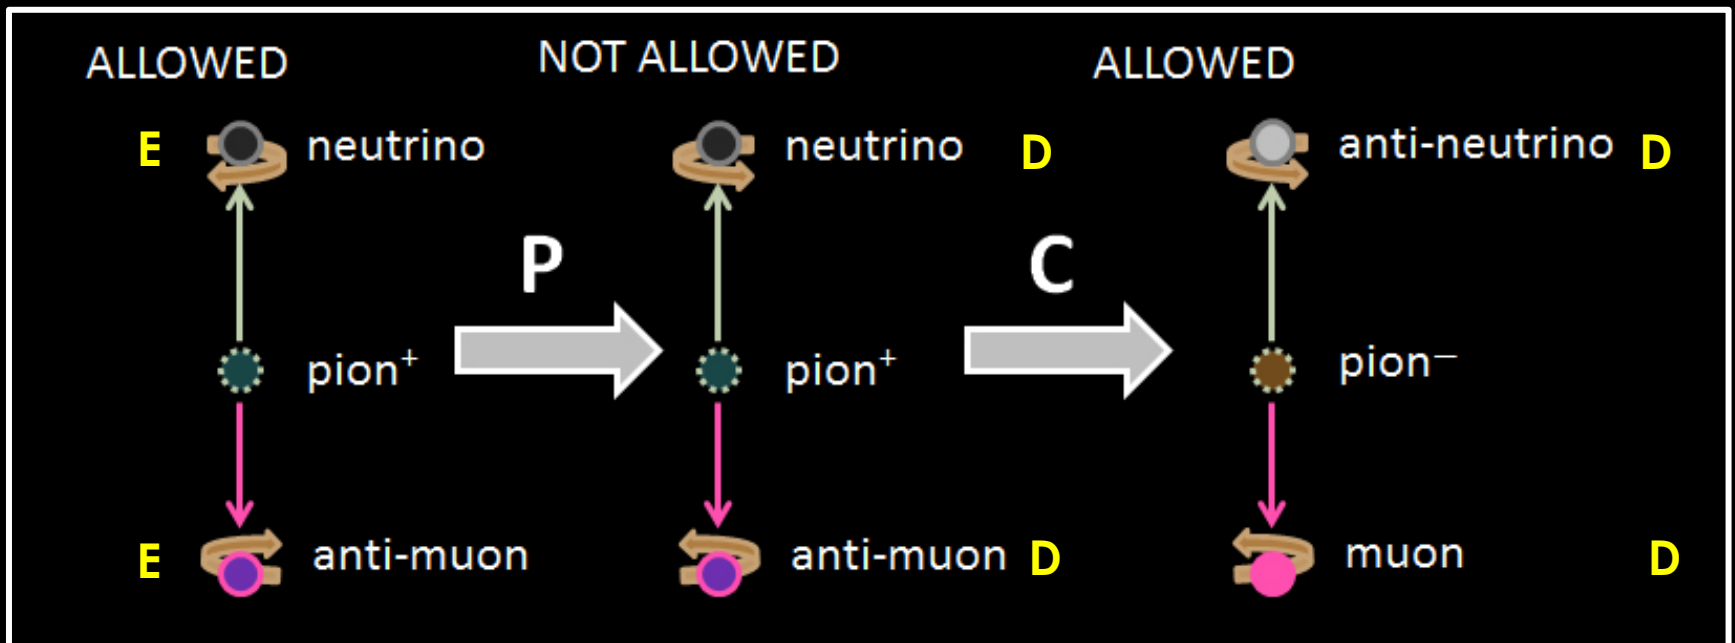 ALLOWED NOT ALLOWED ALLOWED
E neutrino neutrino D anti-neutrino D
P C
pion⁺ pion⁺ pion⁻
E anti-muon anti-muon D muon D